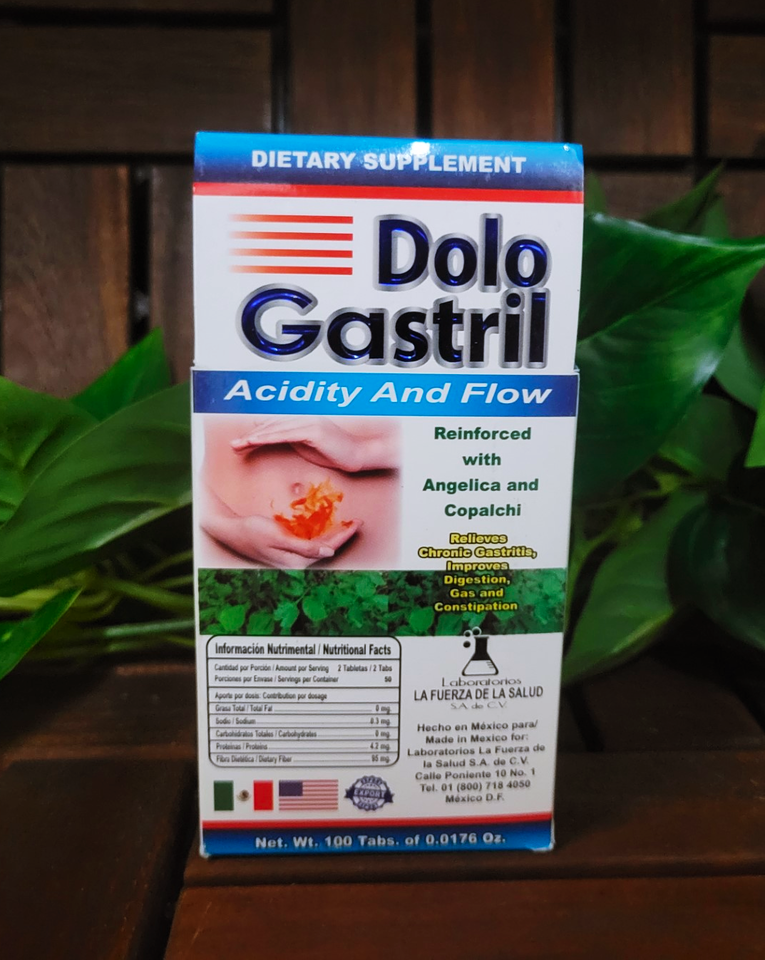 DIETARY SUPPLEMENT
Dolo
Gastril
Acidity And Flow
Reinforced
with
Angelica and
Copalchi
Relieves
Chronic Gastritis,
Improves
Digestion,
Gas and
Constipation
Información Nutrimental / Nutritional Facts
Cantidad por Porción / Amount per Serving 2 Tabletas / 2 Tabs
Porciones por Envase / Servings per Container 50
Aporte por dosis: Contribution por dosage
Grasa Total / Total Fat 0 mg.
Sodio / Sodium 0.3 mg.
Carbohidratos Totales / Carbohydrates 0 mg.
Proteinas / Proteins 4.2 mg.
Fibra Dietética / Dietary Fiber 95 mg.
EXPORT
Laboratorios
LA FUERZA DE LA SALUD
S.A. de C.V.
Hecho en México para/
Made in Mexico for:
Laboratorios La Fuerza de
la Salud S.A. de C.V.
Calle Poniente 10 No. 1
Tel. 01 (800) 718 4050
México D.F.
Net. Wt. 100 Tabs. of 0.0176 Oz.